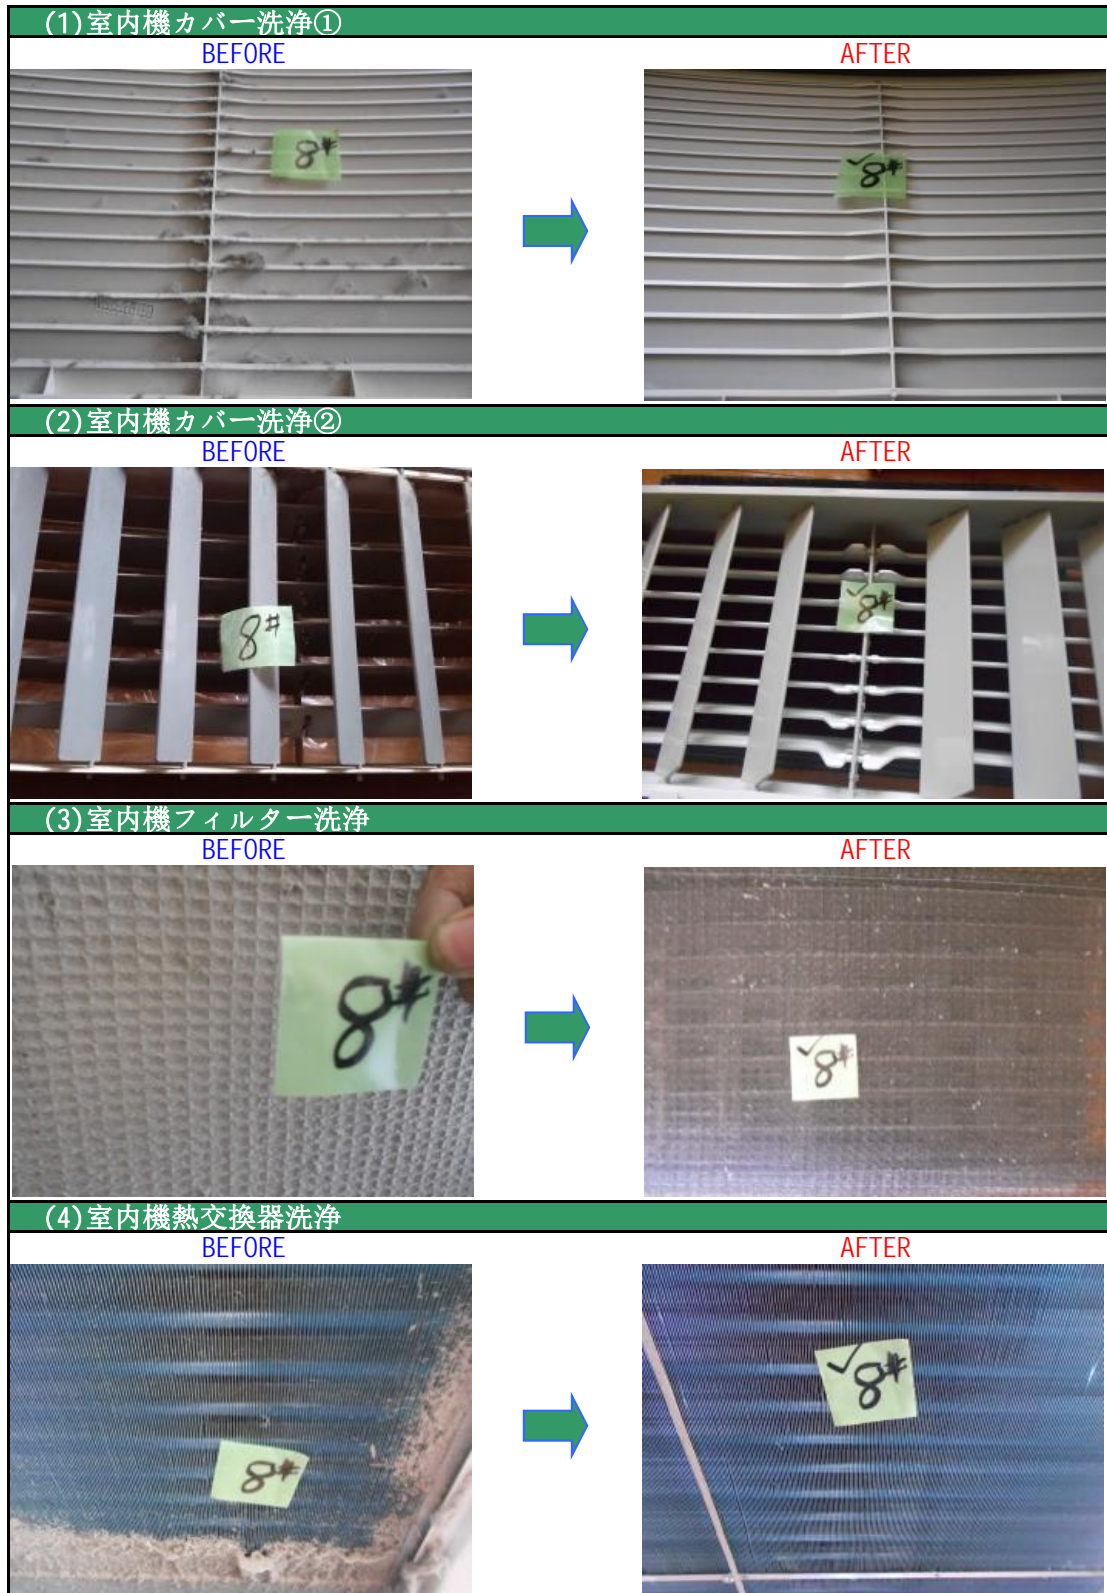 (1)室内機カバー洗浄①
BEFORE
AFTER
8#
✓8#
(2)室内機カバー洗浄②
BEFORE
AFTER
8#
✓8#
(3)室内機フィルター洗浄
BEFORE
AFTER
8#
✓8#
(4)室内機熱交換器洗浄
BEFORE
AFTER
8#
✓8#